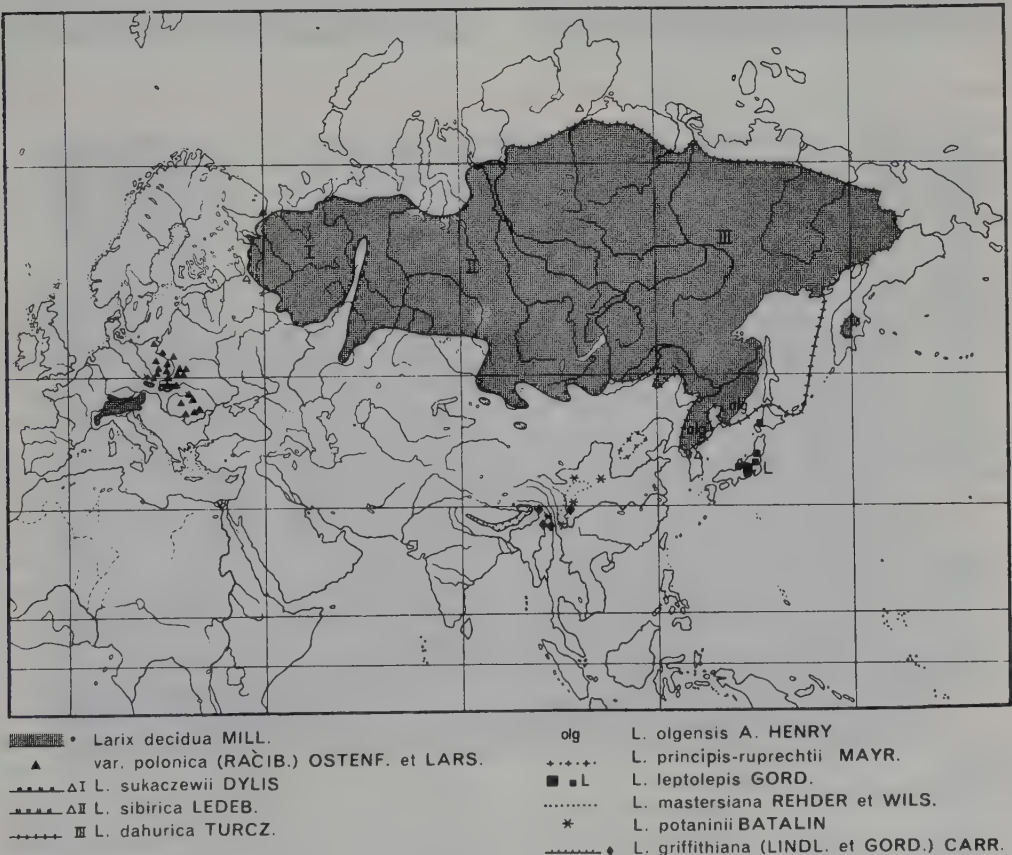 I
II
III
olg
olg
L
Larix decidua MILL.
var. polonica (RACIB.) OSTENF. et LARS.
I L. sukaczewii DYLIS
II L. sibirica LEDEB.
III L. dahurica TURCZ.
olg L. olgensis A. HENRY
L. principis-ruprechtii MAYR.
L L. leptolepis GORD.
L. mastersiana REHDER et WILS.
L. potaninii BATALIN
L. griffithiana (LINDL. et GORD.) CARR.